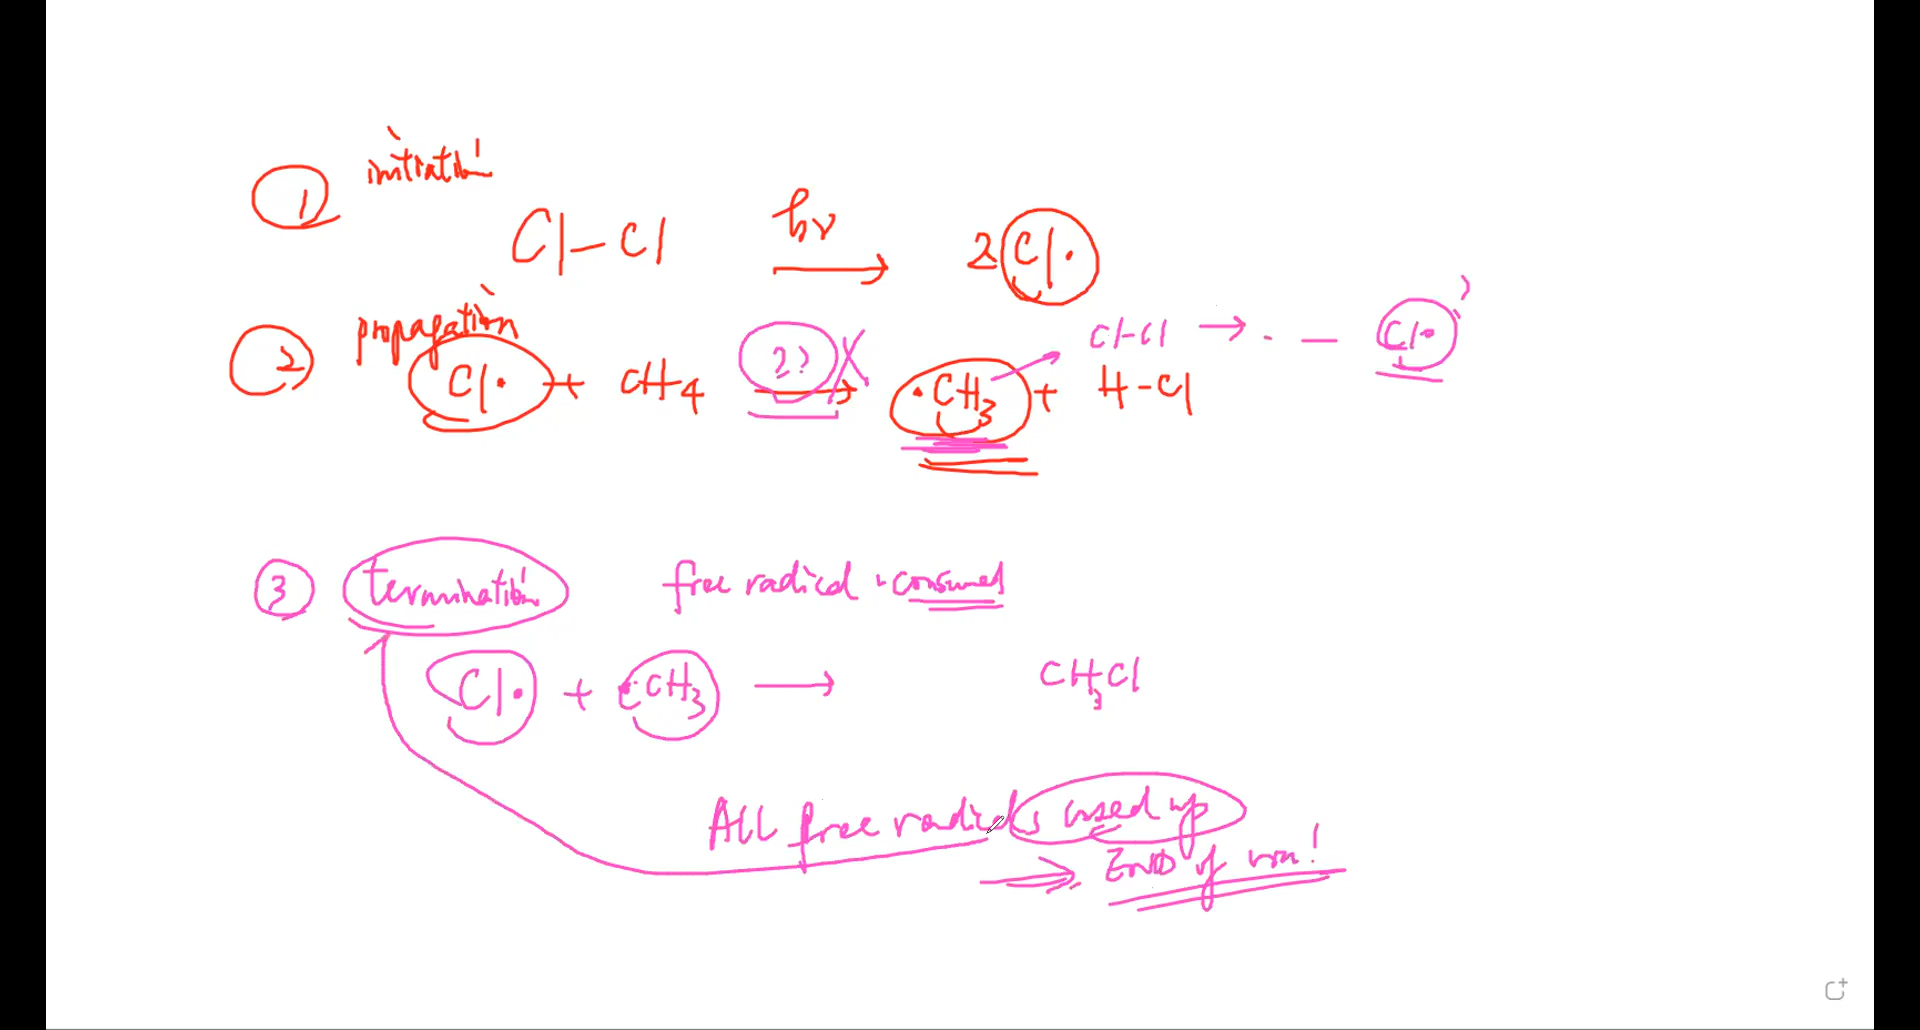 1 initiation
Cl–Cl hν → 2Cl•
2 propagation
Cl–Cl → . — Cl•
Cl• + CH4 ?? → •CH3 + H–Cl
3 termination free radical consumed
Cl• + •CH3 → CH3Cl
All free radicals used up
⇒ END of rxn!